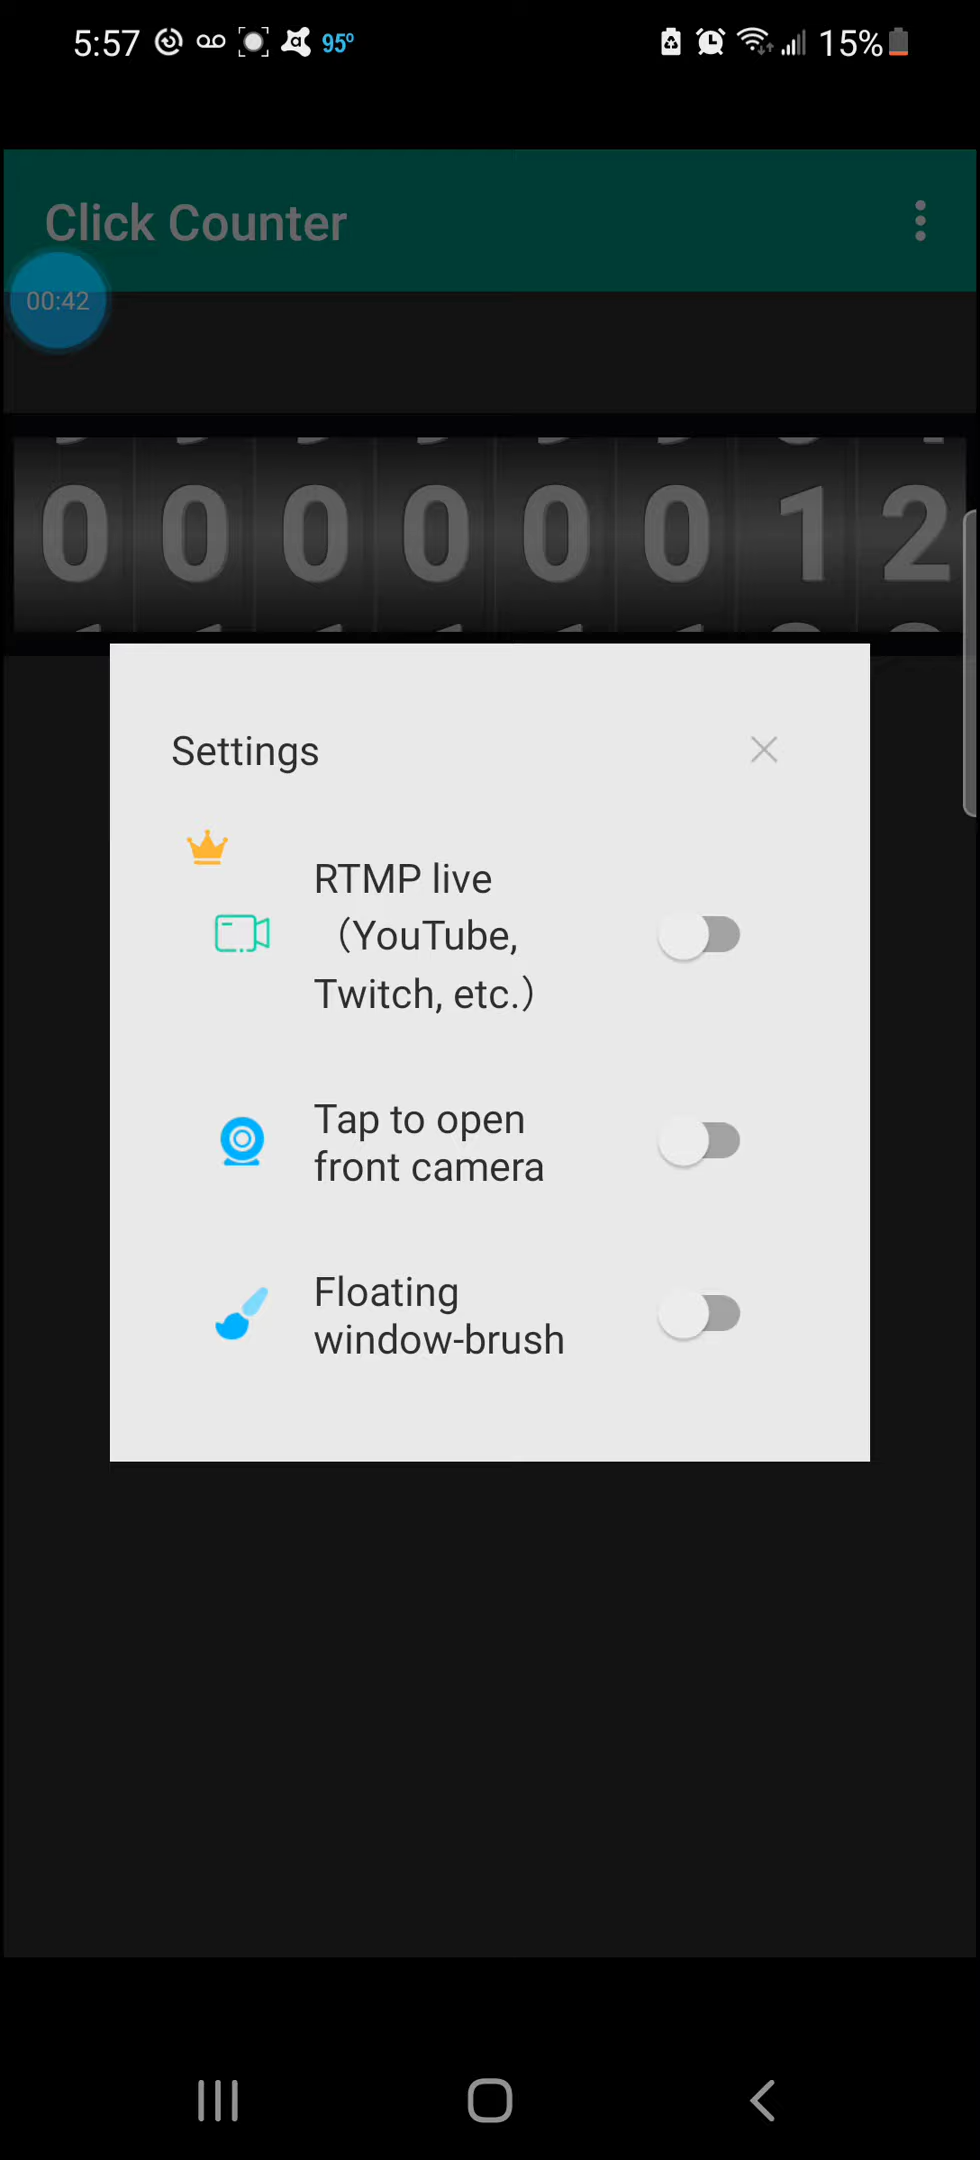 5:57 95° 15%
Click Counter
00:42
0 0 0 0 0 0 1 2
Settings
RTMP live
（YouTube,
Twitch, etc.）
Tap to open
front camera
Floating
window-brush